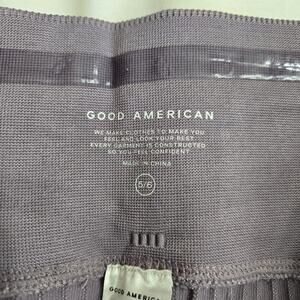 GOOD AMERICAN
WE MAKE CLOTHES TO MAKE YOU
FEEL AND LOOK YOUR BEST
EVERY GARMENT IS CONSTRUCTED
SO YOU FEEL CONFIDENT
MADE IN CHINA
5/6
GOOD AMERICAN